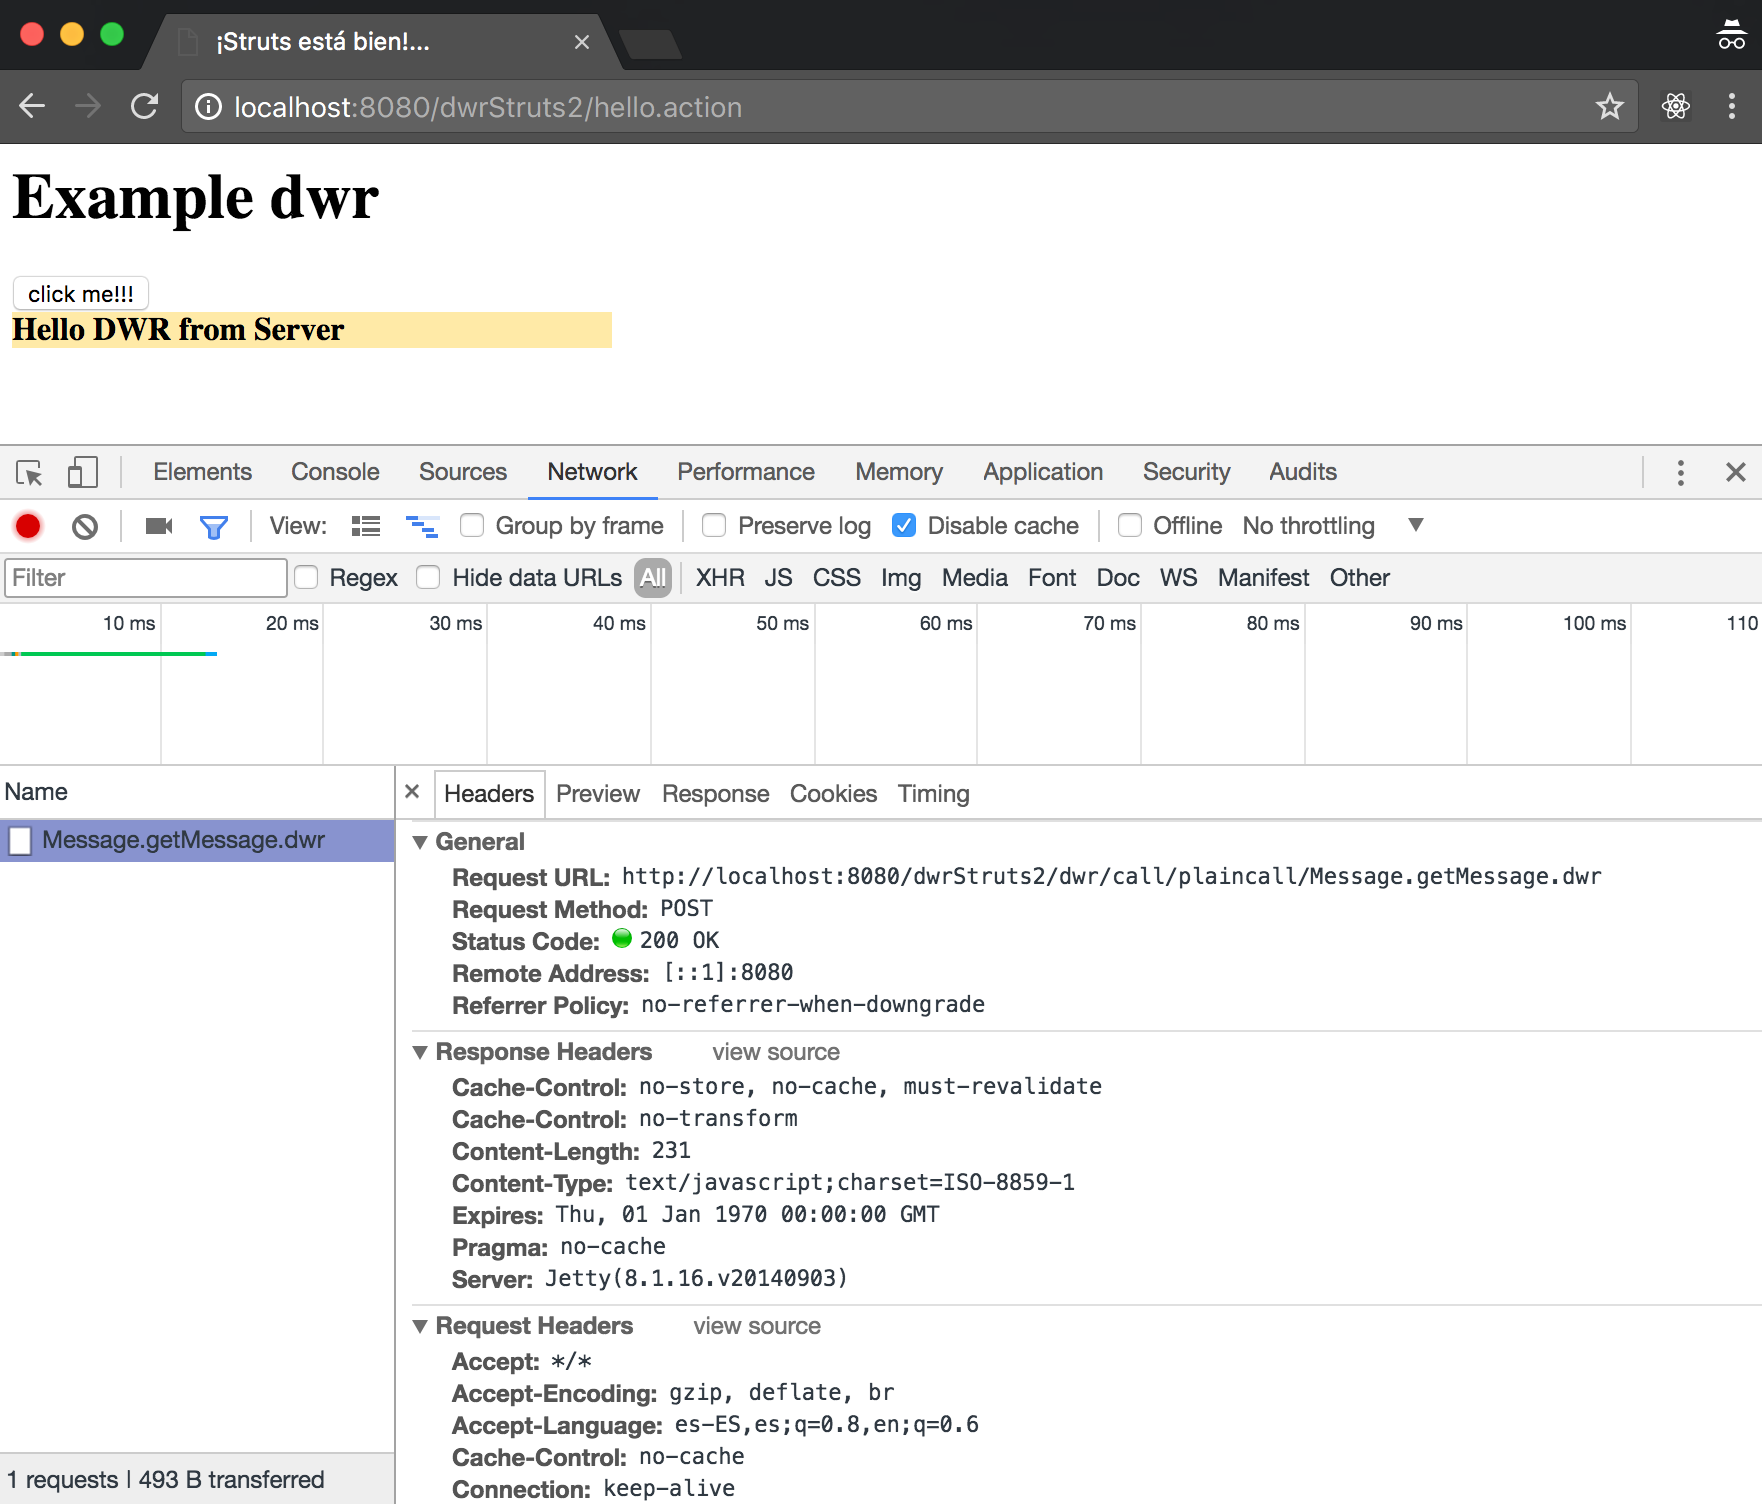 ¡Struts está bien!...
localhost:8080/dwrStruts2/hello.action
Example dwr
click me!!!
Hello DWR from Server
Elements Console Sources Network Performance Memory Application Security Audits
View: Group by frame Preserve log Disable cache Offline No throttling
Filter Regex Hide data URLs All XHR JS CSS Img Media Font Doc WS Manifest Other
10 ms 20 ms 30 ms 40 ms 50 ms 60 ms 70 ms 80 ms 90 ms 100 ms 110
Name
Message.getMessage.dwr
1 requests | 493 B transferred
Headers Preview Response Cookies Timing
General
Request URL: http://localhost:8080/dwrStruts2/dwr/call/plaincall/Message.getMessage.dwr
Request Method: POST
Status Code: 200 OK
Remote Address: [::1]:8080
Referrer Policy: no-referrer-when-downgrade
Response Headers view source
Cache-Control: no-store, no-cache, must-revalidate
Cache-Control: no-transform
Content-Length: 231
Content-Type: text/javascript;charset=ISO-8859-1
Expires: Thu, 01 Jan 1970 00:00:00 GMT
Pragma: no-cache
Server: Jetty(8.1.16.v20140903)
Request Headers view source
Accept: */*
Accept-Encoding: gzip, deflate, br
Accept-Language: es-ES,es;q=0.8,en;q=0.6
Cache-Control: no-cache
Connection: keep-alive